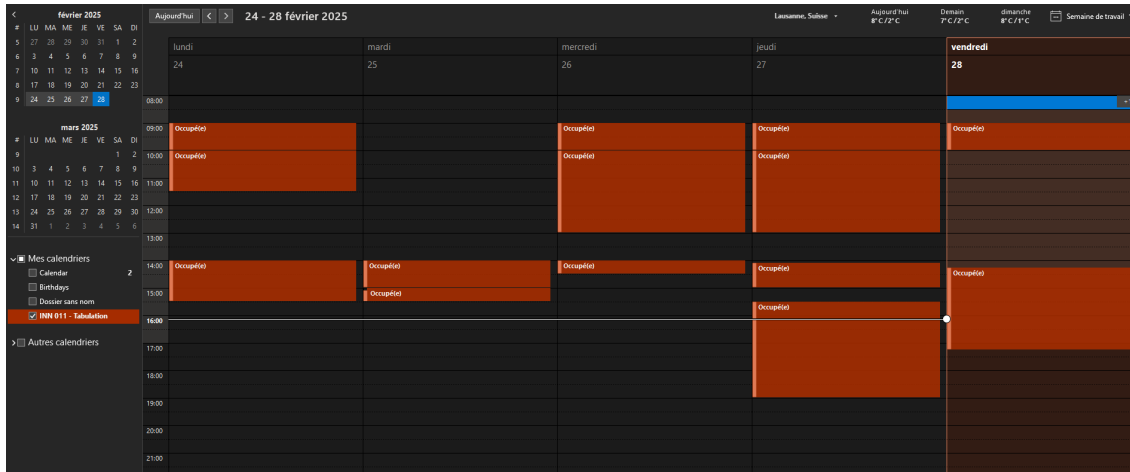 février 2025
# LU MA ME JE VE SA DI
5 27 28 29 30 31 1 2
6 3 4 5 6 7 8 9
7 10 11 12 13 14 15 16
8 17 18 19 20 21 22 23
9 24 25 26 27 28
mars 2025
# LU MA ME JE VE SA DI
9 1 2
10 3 4 5 6 7 8 9
11 10 11 12 13 14 15 16
12 17 18 19 20 21 22 23
13 24 25 26 27 28 29 30
14 31 1 2 3 4 5 6
Mes calendriers
Calendar 2
Birthdays
Dossier sans nom
INN 011 - Tabulation
Autres calendriers
Aujourd'hui < > 24 - 28 février 2025
Lausanne, Suisse
Aujourd'hui
8°C/2°C
Demain
7°C/2°C
dimanche
8°C/1°C
Semaine de travail
lundi mardi mercredi jeudi vendredi
24 25 26 27 28
08:00
09:00 Occupé(e) Occupé(e) Occupé(e) Occupé(e)
10:00 Occupé(e) Occupé(e) Occupé(e)
11:00
12:00
13:00
14:00 Occupé(e) Occupé(e) Occupé(e) Occupé(e) Occupé(e)
15:00 Occupé(e) Occupé(e)
16:00
17:00
18:00
19:00
20:00
21:00